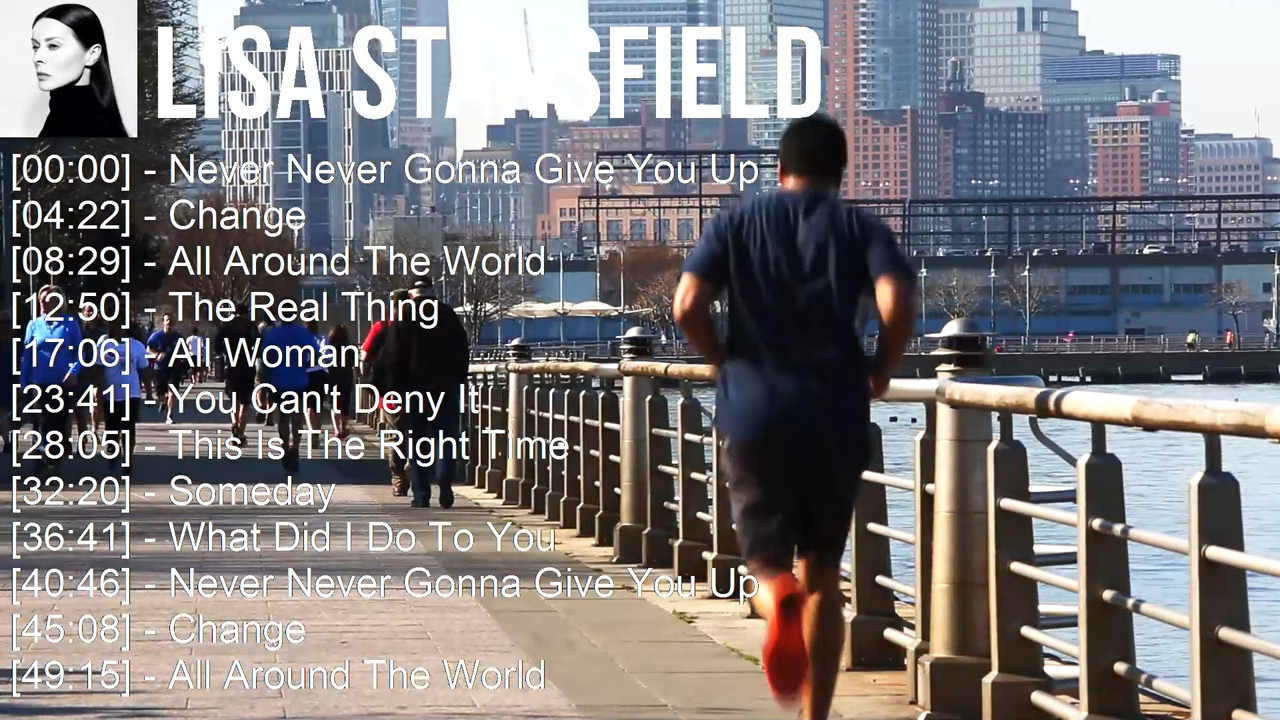 LISA STANSFIELD
[00:00] - Never Never Gonna Give You Up
[04:22] - Change
[08:29] - All Around The World
[12:50] - The Real Thing
[17:06] - All Woman
[23:41] - You Can't Deny It
[28:05] - This Is The Right Time
[32:20] - Someday
[36:41] - What Did I Do To You
[40:46] - Never Never Gonna Give You Up
[45:08] - Change
[49:15] - All Around The World